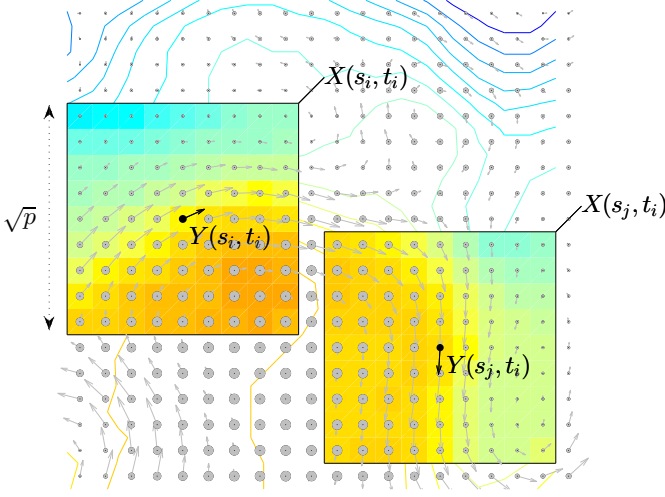 X(s_i, t_i)
X(s_j, t_i)
√p
Y(s_i, t_i)
Y(s_j, t_i)